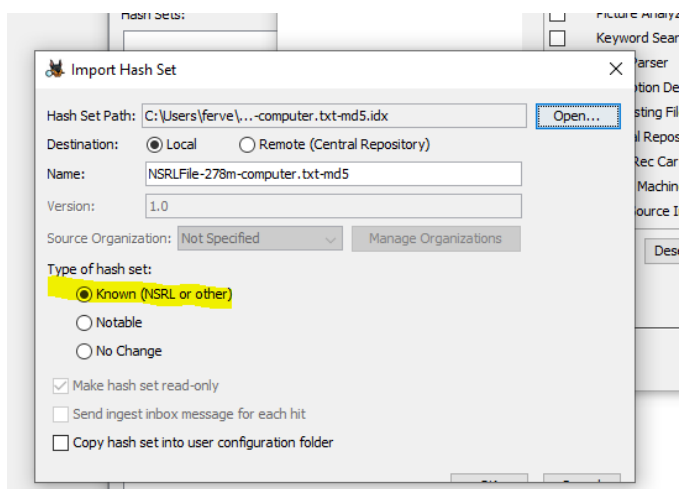 Hash Sets:
Keyword Sear
Import Hash Set
Parser
Hash Set Path: C:\Users\ferve\...-computer.txt-md5.idx Open...
Destination: Local Remote (Central Repository)
Name: NSRLFile-278m-computer.txt-md5
Version: 1.0
Source Organization: Not Specified Manage Organizations
Type of hash set:
Known (NSRL or other)
Notable
No Change
Make hash set read-only
Send ingest inbox message for each hit
Copy hash set into user configuration folder
ption De
sting Fil
al Repos
Rec Car
Machin
ource I
Des